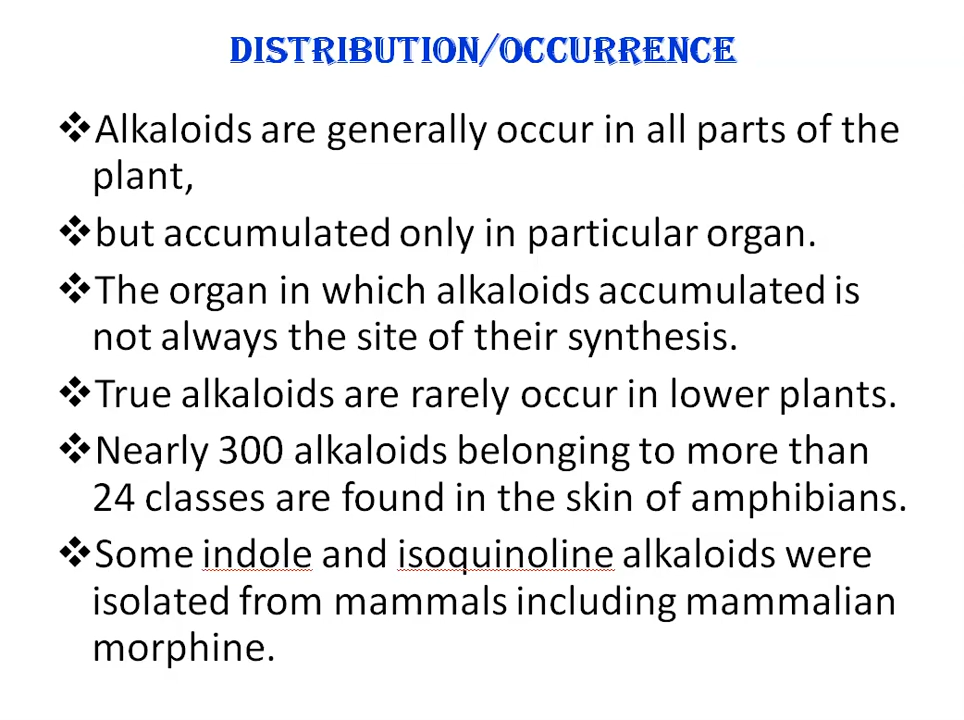 DISTRIBUTION/OCCURRENCE
❖Alkaloids are generally occur in all parts of the
plant,
❖but accumulated only in particular organ.
❖The organ in which alkaloids accumulated is
not always the site of their synthesis.
❖True alkaloids are rarely occur in lower plants.
❖Nearly 300 alkaloids belonging to more than
24 classes are found in the skin of amphibians.
❖Some indole and isoquinoline alkaloids were
isolated from mammals including mammalian
morphine.